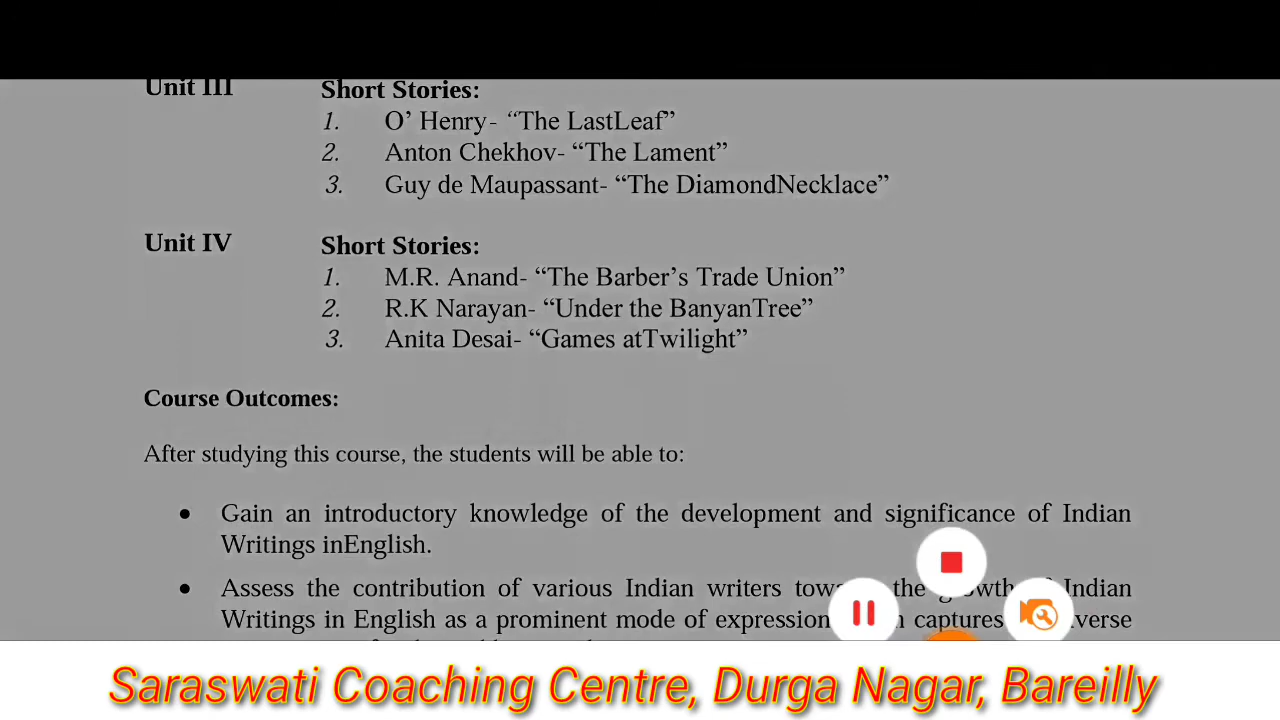 Unit III
Short Stories:
1. O’ Henry- “The LastLeaf”
2. Anton Chekhov- “The Lament”
3. Guy de Maupassant- “The DiamondNecklace”
Unit IV
Short Stories:
1. M.R. Anand- “The Barber’s Trade Union”
2. R.K Narayan- “Under the BanyanTree”
3. Anita Desai- “Games atTwilight”
Course Outcomes:
After studying this course, the students will be able to:
• Gain an introductory knowledge of the development and significance of Indian
Writings inEnglish.
• Assess the contribution of various Indian writers the Indian
Writings in English as a prominent mode of expression captures
Saraswati Coaching Centre, Durga Nagar, Bareilly